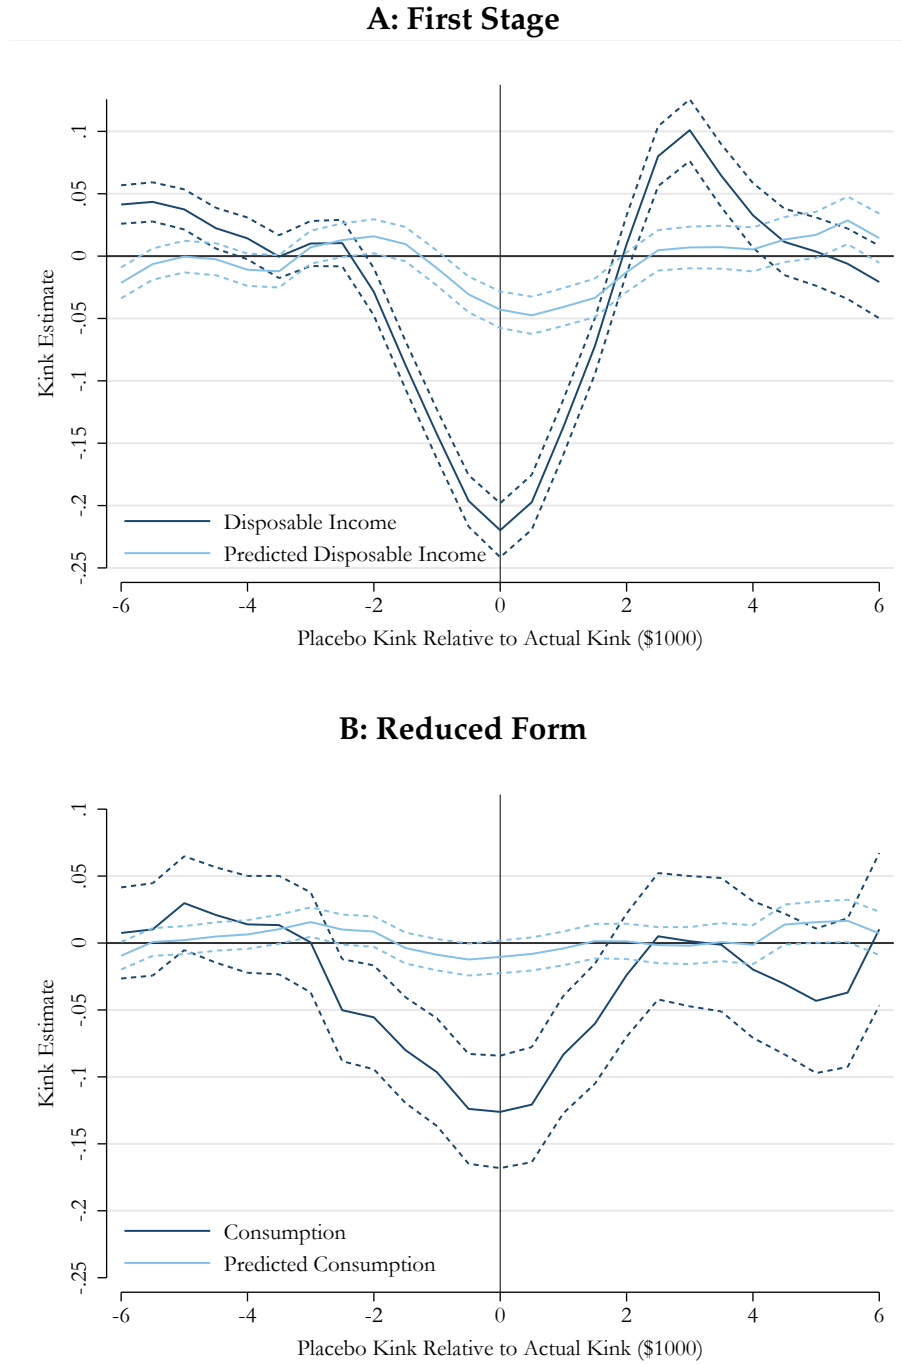 A: First Stage
.1
.05
0
-.05
-.1
-.15
-.2
-.25
Kink Estimate
Disposable Income
Predicted Disposable Income
-6 -4 -2 0 2 4 6
Placebo Kink Relative to Actual Kink ($1000)
B: Reduced Form
.1
.05
0
-.05
-.1
-.15
-.2
-.25
Kink Estimate
Consumption
Predicted Consumption
-6 -4 -2 0 2 4 6
Placebo Kink Relative to Actual Kink ($1000)